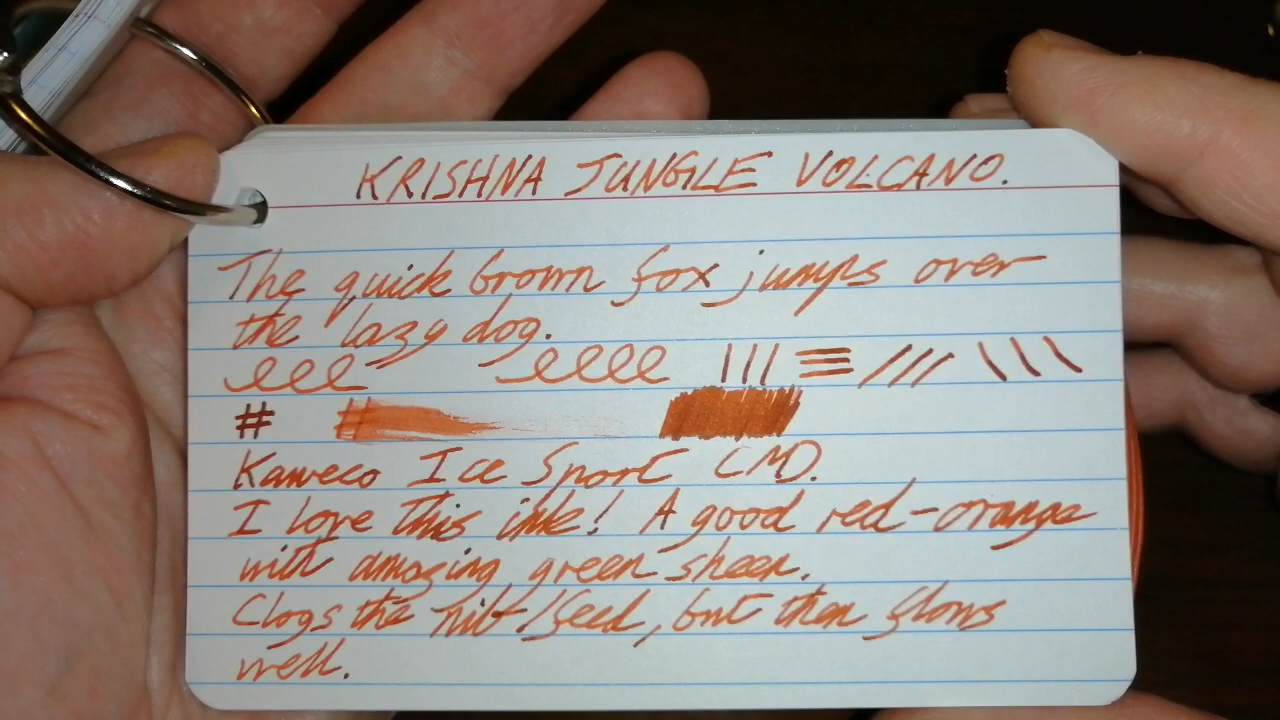 KRISHNA JUNGLE VOLCANO.
The quick brown fox jumps over
the lazy dog.
#
Kaweco Ice Sport (M).
I love this ink! A good red-orange
with amazing green sheen.
Clogs the nib/feed, but then flows
well.